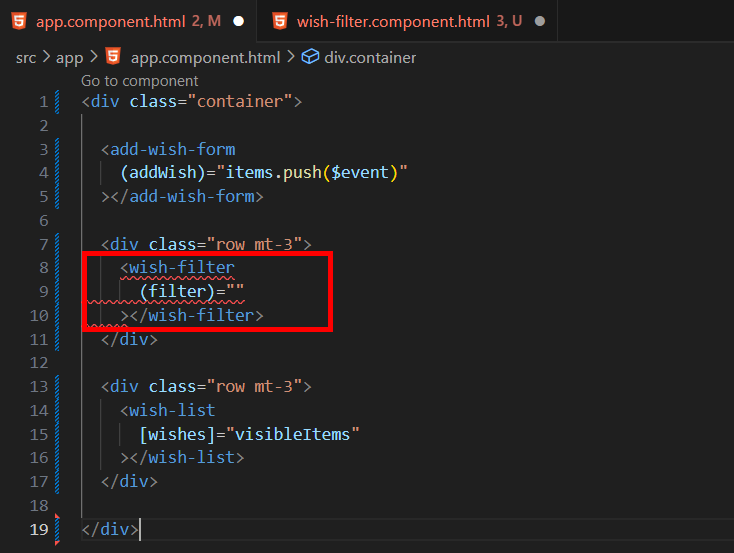 app.component.html 2, M
wish-filter.component.html 3, U
src > app > app.component.html > div.container
Go to component
1 <div class="container">
2
3 <add-wish-form
4 (addWish)="items.push($event)"
5 ></add-wish-form>
6
7 <div class="row mt-3">
8 <wish-filter
9 (filter)=""
10 ></wish-filter>
11 </div>
12
13 <div class="row mt-3">
14 <wish-list
15 [wishes]="visibleItems"
16 ></wish-list>
17 </div>
18
19 </div>